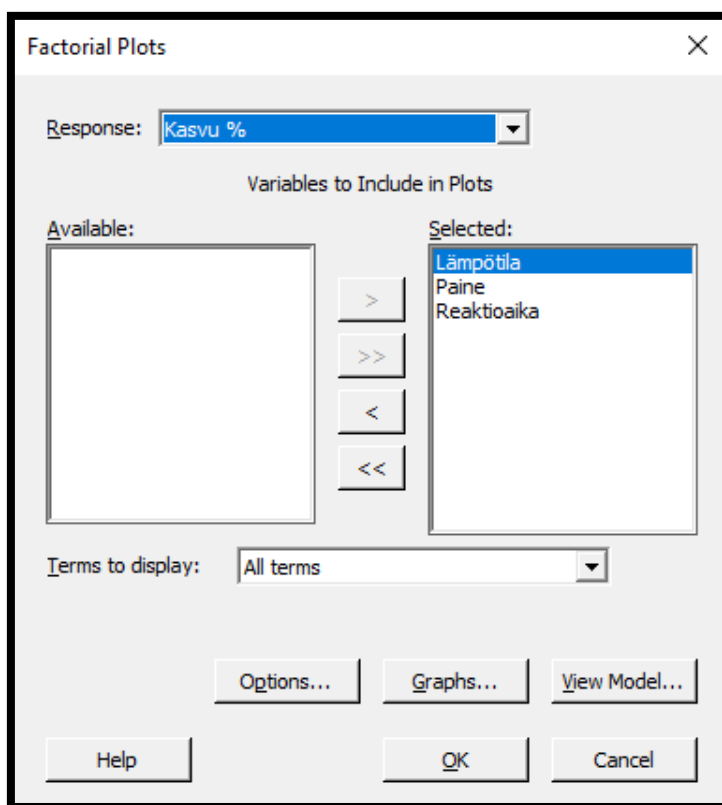 Factorial Plots
Response: Kasvu %
Variables to Include in Plots
Available:
Selected:
Lämpötila
Paine
Reaktioaika
>
>>
<
<<
Terms to display: All terms
Options... Graphs... View Model...
Help OK Cancel